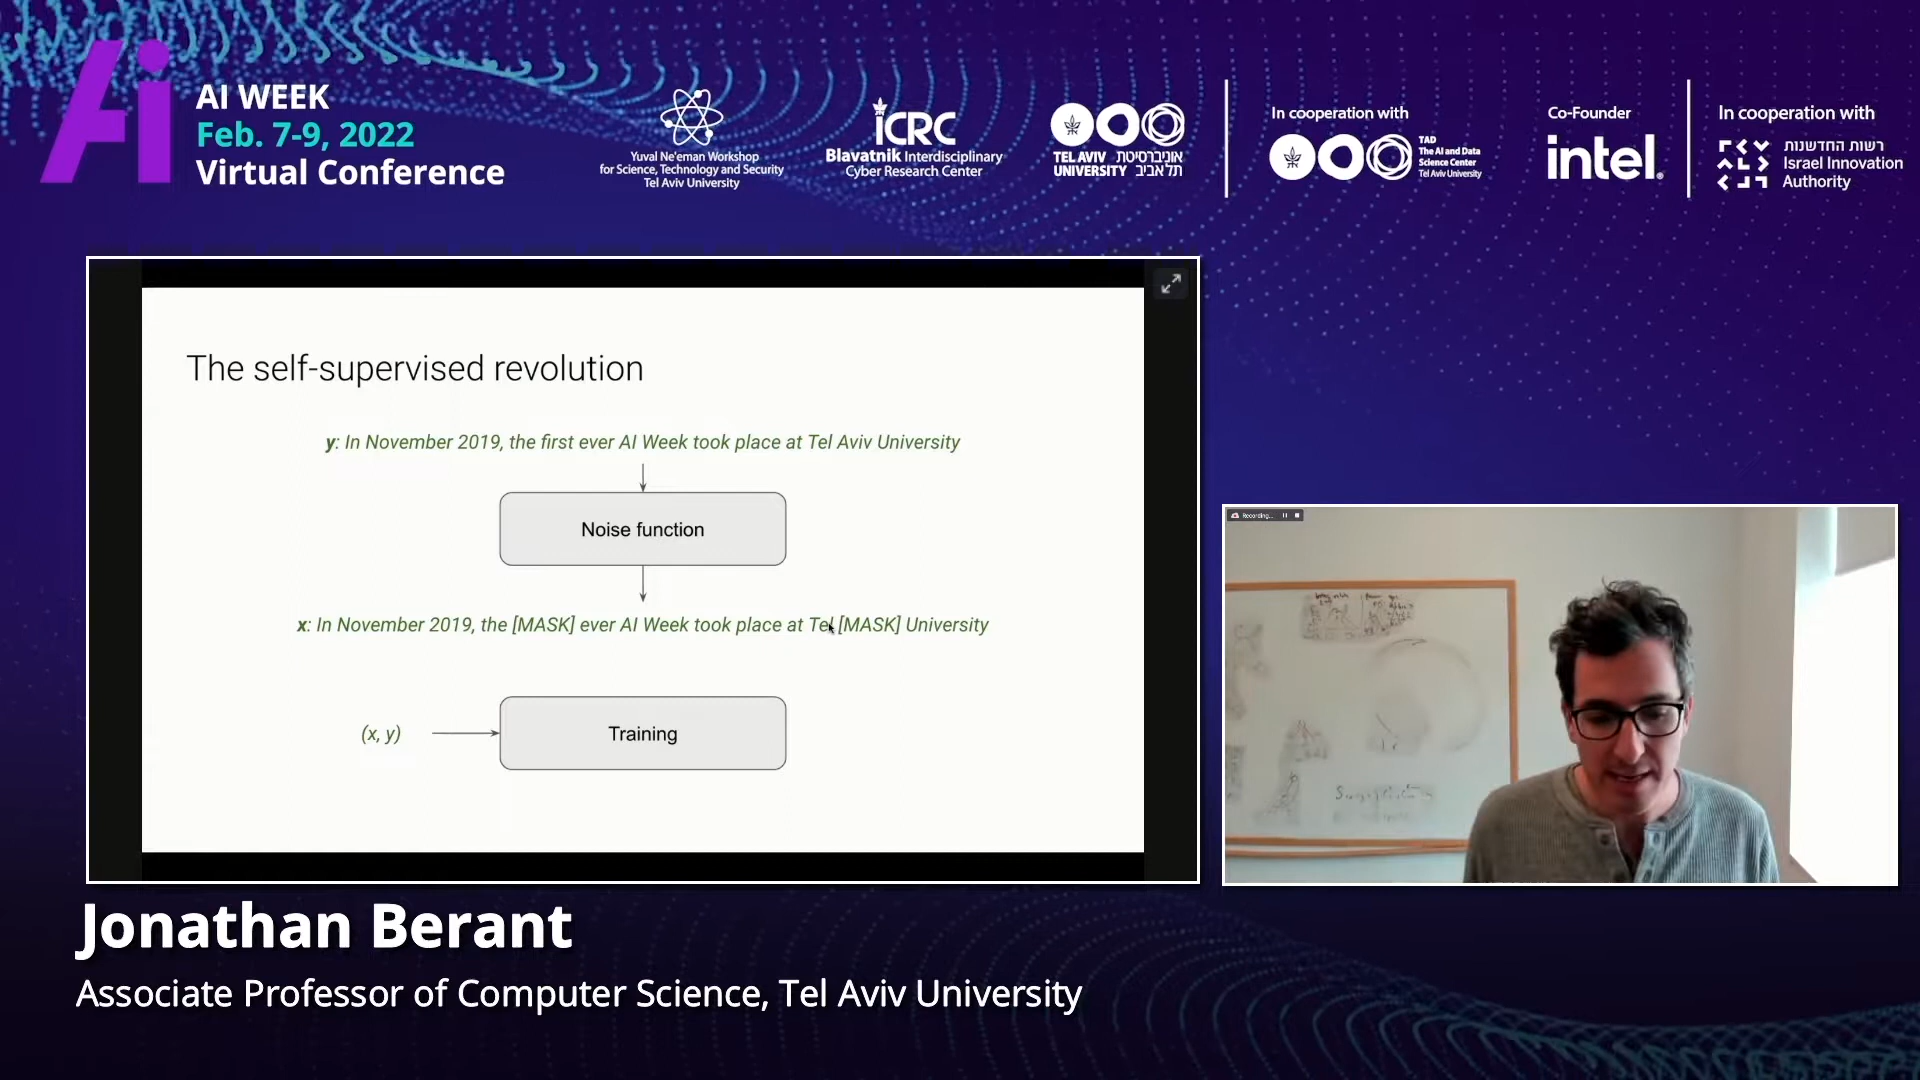 Ai
AI WEEK
Feb. 7-9, 2022
Virtual Conference
Yuval Ne'eman Workshop
for Science, Technology and Security
Tel Aviv University
iCRC
Blavatnik Interdisciplinary
Cyber Research Center
TEL AVIV אוניברסיטת
UNIVERSITY תל אביב
In cooperation with
TAD
The AI and Data
Science Center
Tel Aviv University
Co-Founder
intel.
In cooperation with
רשות החדשנות
Israel Innovation
Authority
The self-supervised revolution
y: In November 2019, the first ever AI Week took place at Tel Aviv University
Noise function
x: In November 2019, the [MASK] ever AI Week took place at Tel [MASK] University
(x, y)
Training
Recording...
Jonathan Berant
Associate Professor of Computer Science, Tel Aviv University